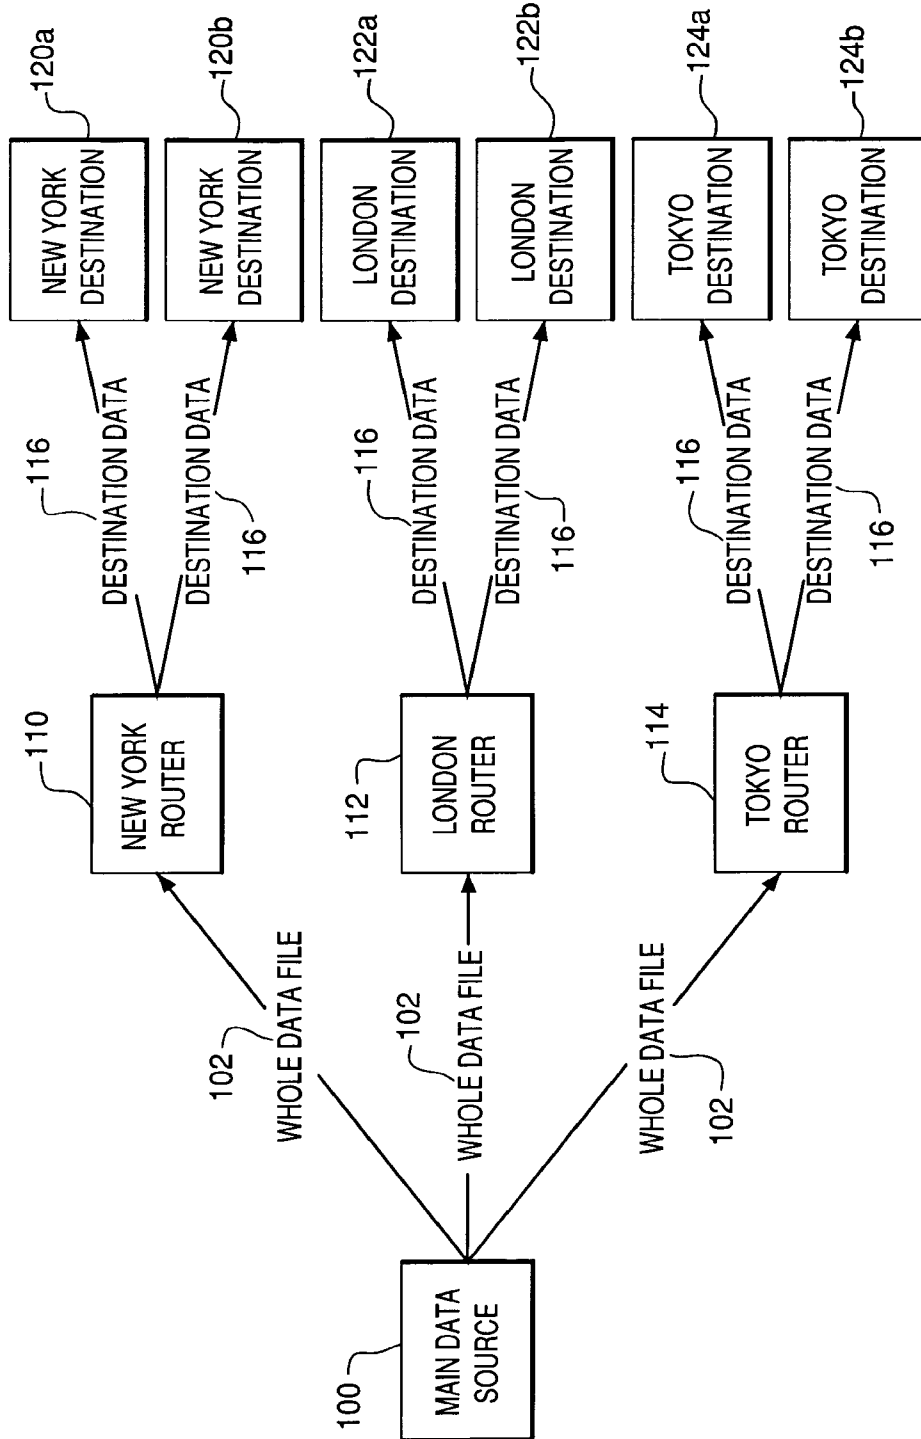 100
MAIN DATA
SOURCE
102
WHOLE DATA FILE
102
WHOLE DATA FILE
WHOLE DATA FILE
102
110
NEW YORK
ROUTER
112
LONDON
ROUTER
114
TOKYO
ROUTER
116
DESTINATION DATA
DESTINATION DATA
116
116
DESTINATION DATA
DESTINATION DATA
116
116
DESTINATION DATA
DESTINATION DATA
116
NEW YORK
DESTINATION
120a
NEW YORK
DESTINATION
120b
LONDON
DESTINATION
122a
LONDON
DESTINATION
122b
TOKYO
DESTINATION
124a
TOKYO
DESTINATION
124b